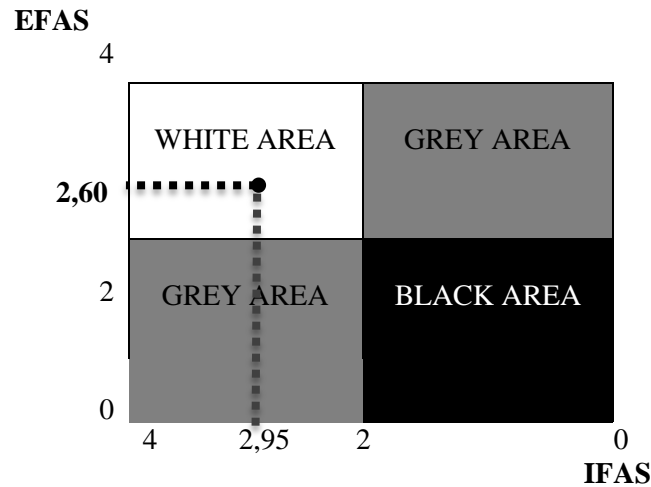 EFAS
4
WHITE AREA GREY AREA
2,60
2
GREY AREA BLACK AREA
0
4 2,95 2 0
IFAS